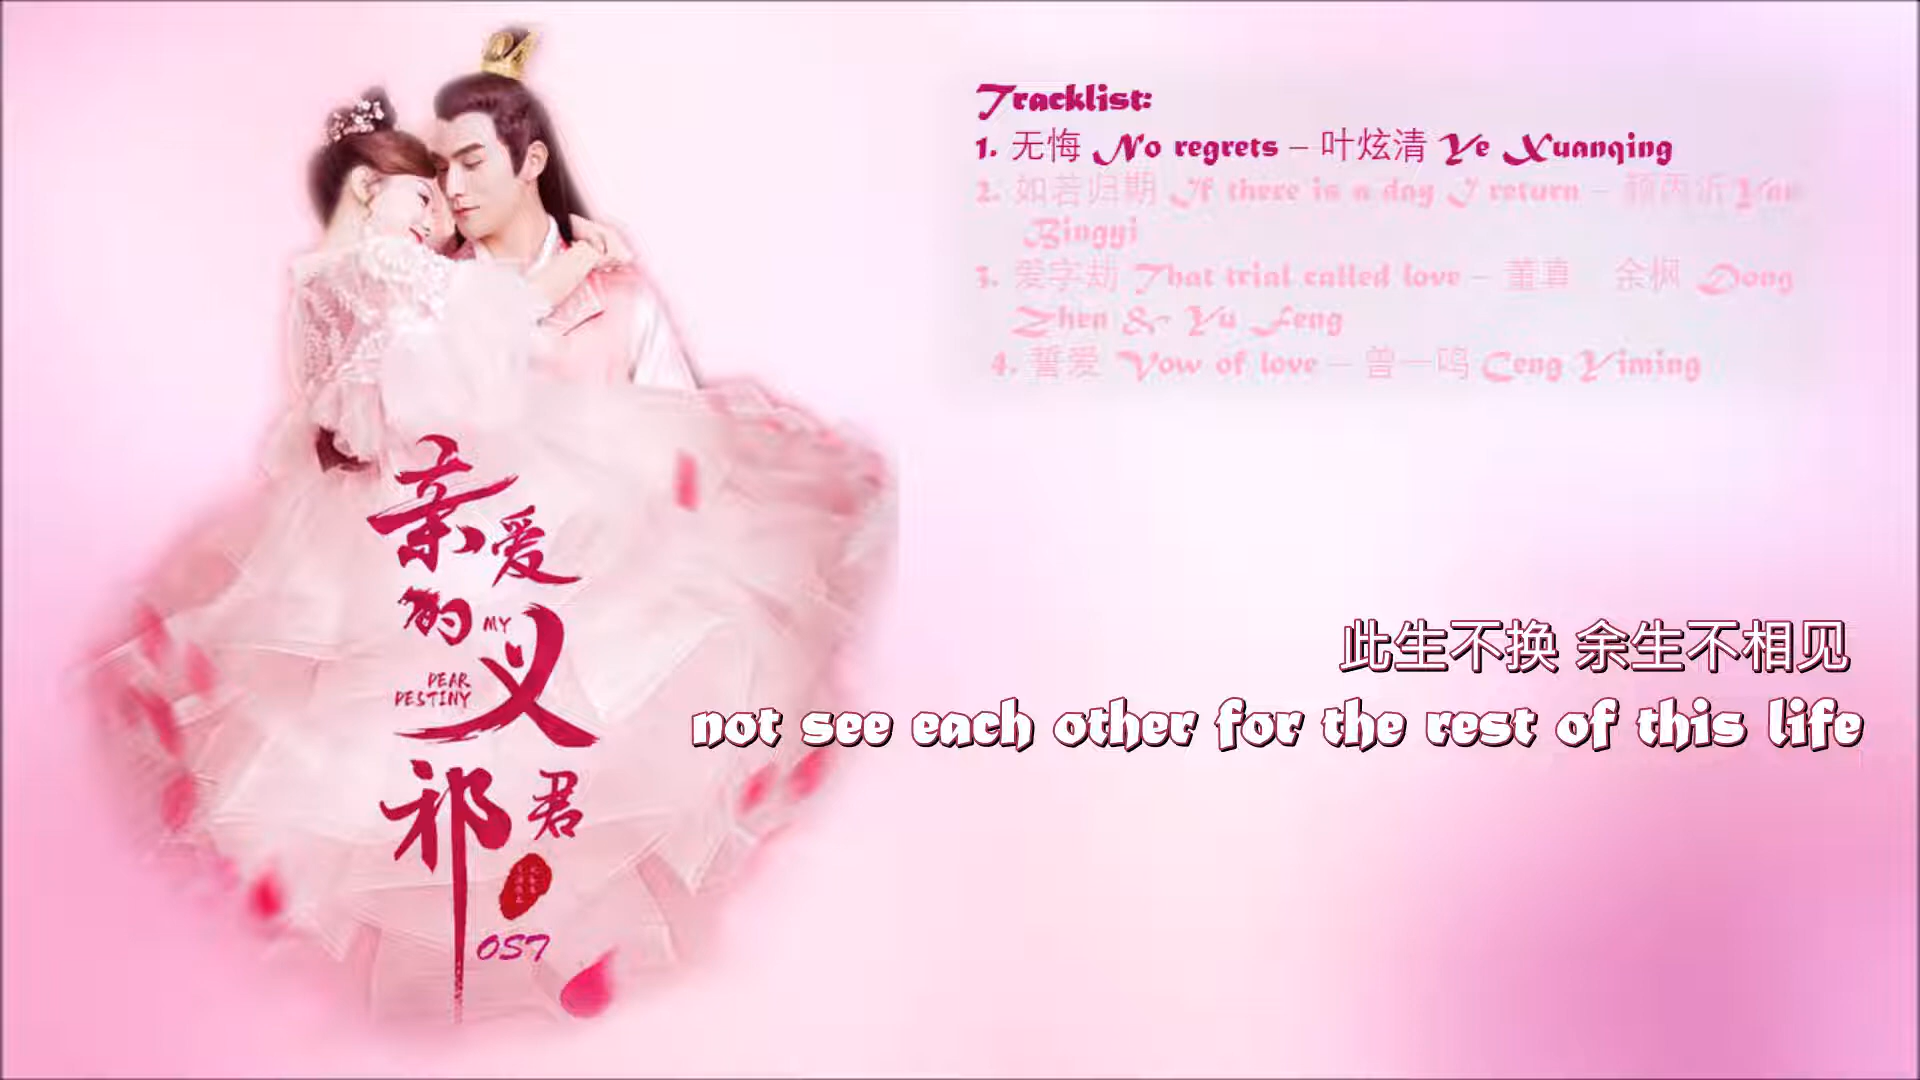 Tracklist:
1. 无悔 No regrets – 叶炫清 Ye Xuanqing
2. 如若归期 If there is a day I return – 颜丙沂 Yan
Bingyi
3. 爱字劫 That trial called love – 董真 余枫 Dong
Zhen & Yu Feng
4. 誓爱 Vow of love – 曾一鸣 Ceng Yiming
亲爱
的 MY 义
DEAR
DESTINY
祁君
OST
此生不换 余生不相见
not see each other for the rest of this life